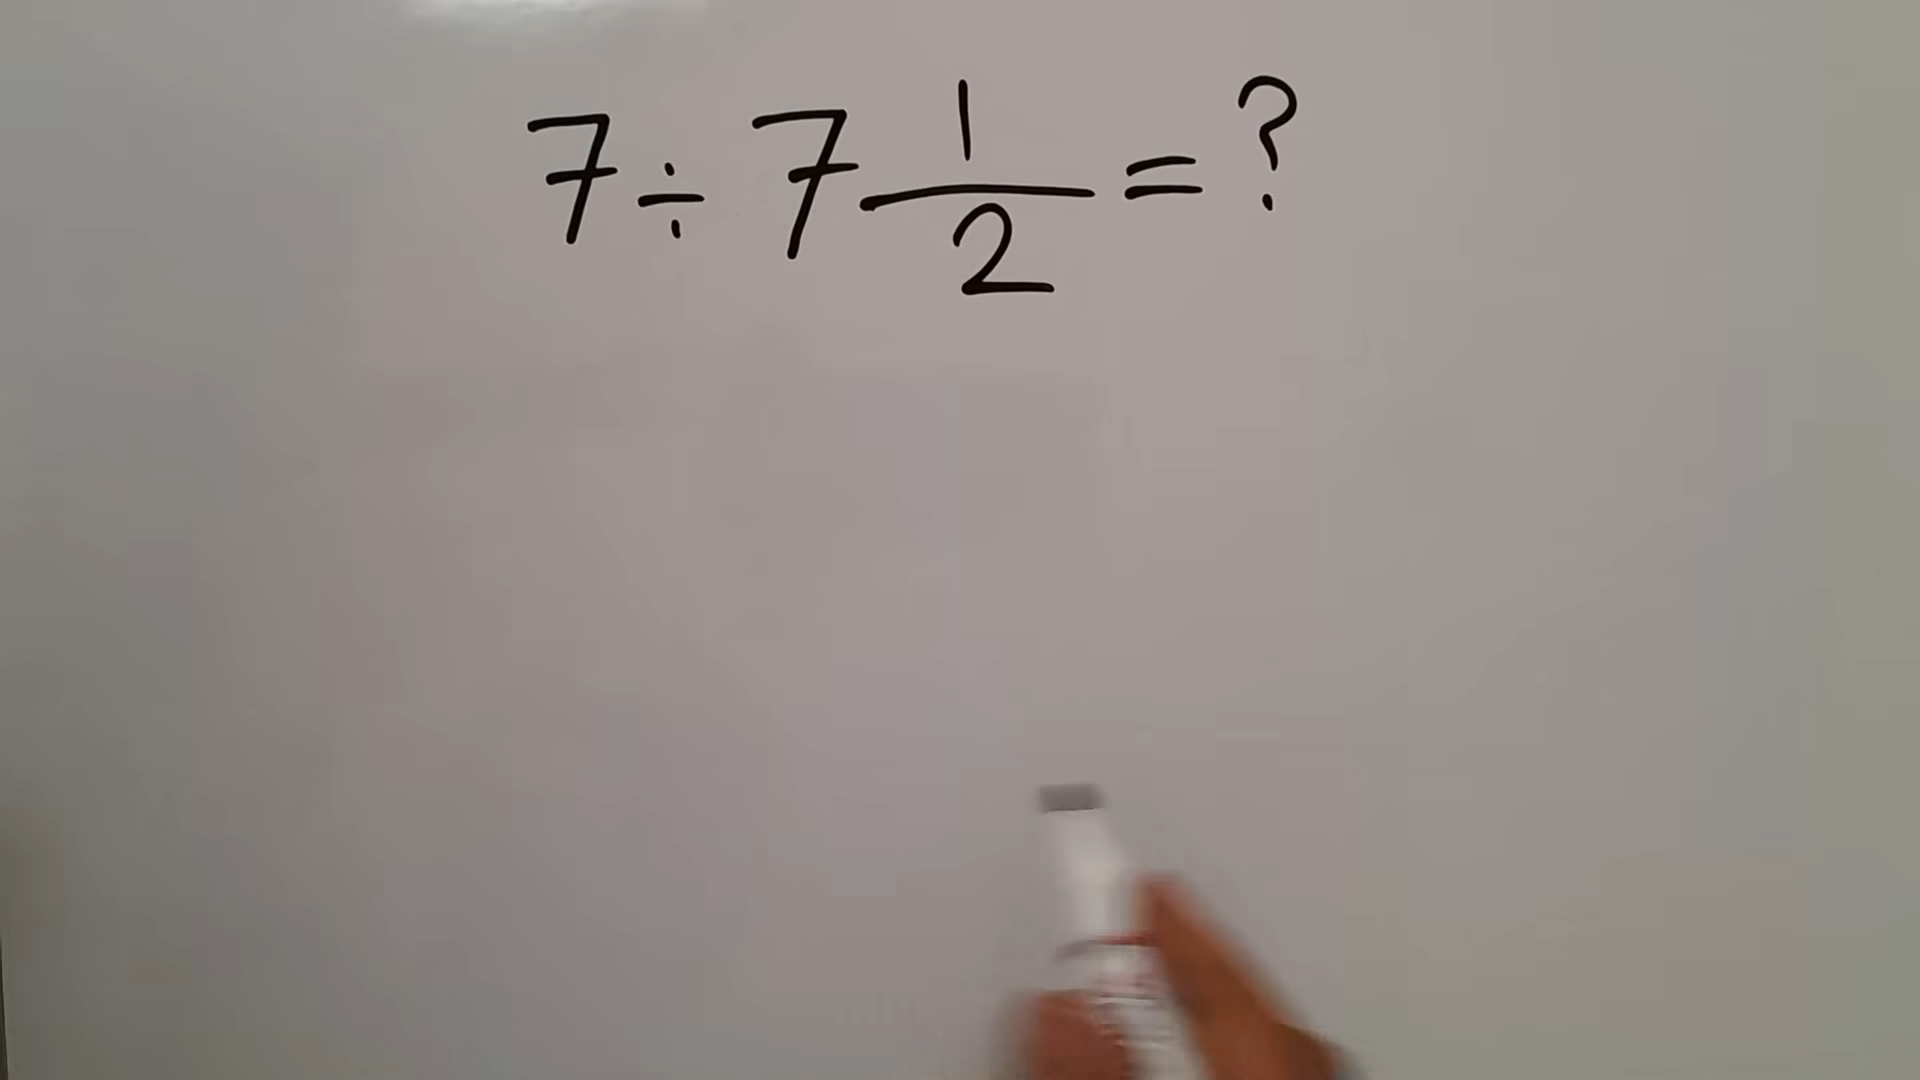 7 ÷ 7 1/2 = ?